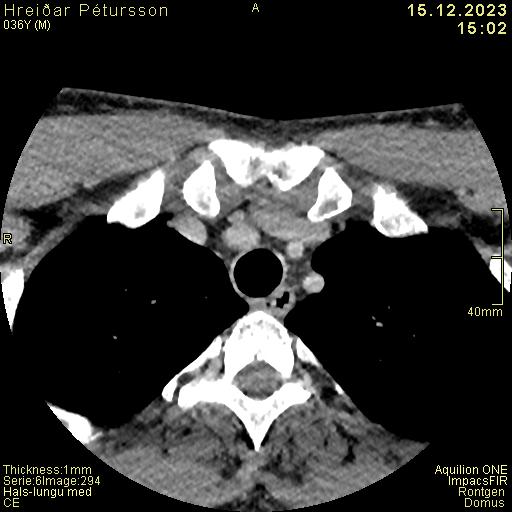 Hreiðar Pétursson
036Y (M)
A
15.12.2023
15:02
R
40mm
Thickness:1mm
Serie:6Image:294
Hals-lungu med
CE
Aquilion ONE
ImpacsFIR
Rontgen
Domus